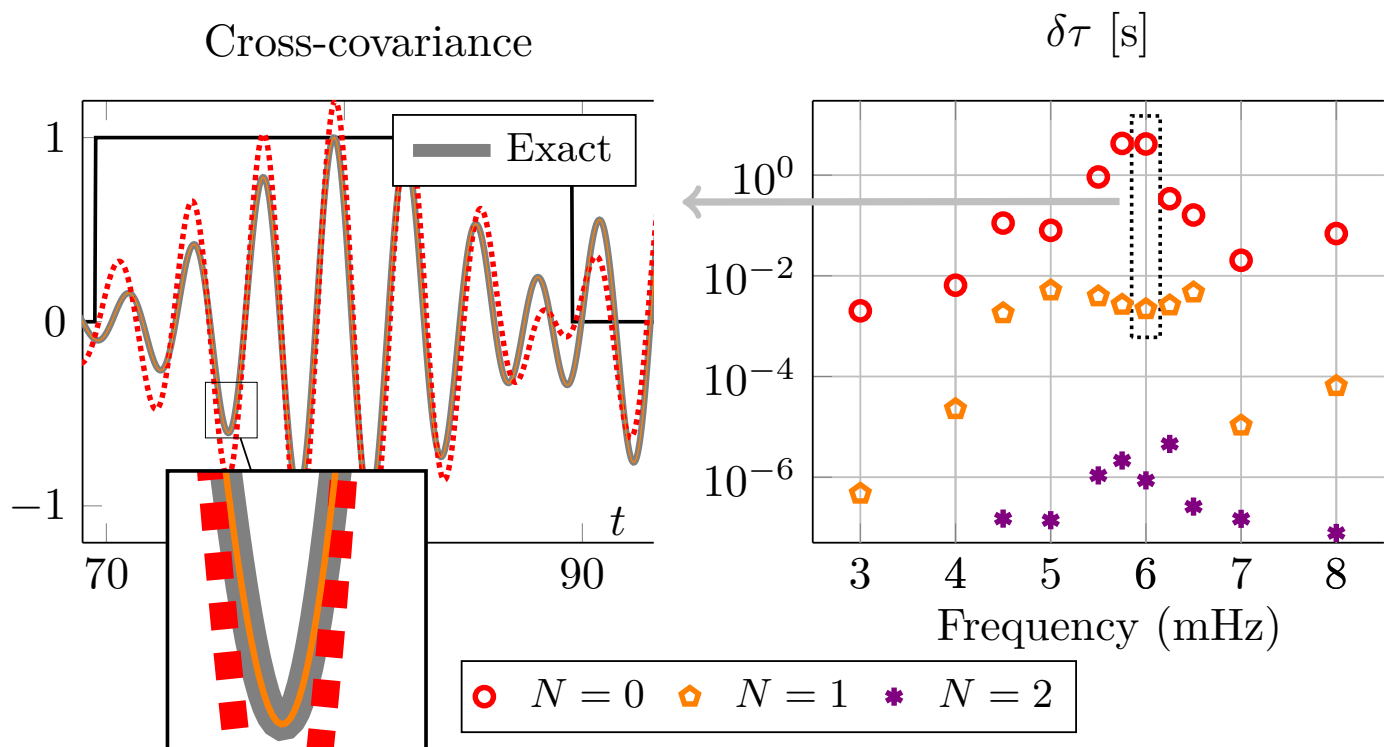 Cross-covariance
δτ [s]
1
0
−1
Exact
t
70
90
10^0
10^−2
10^−4
10^−6
3 4 5 6 7 8
Frequency (mHz)
N = 0 N = 1 N = 2